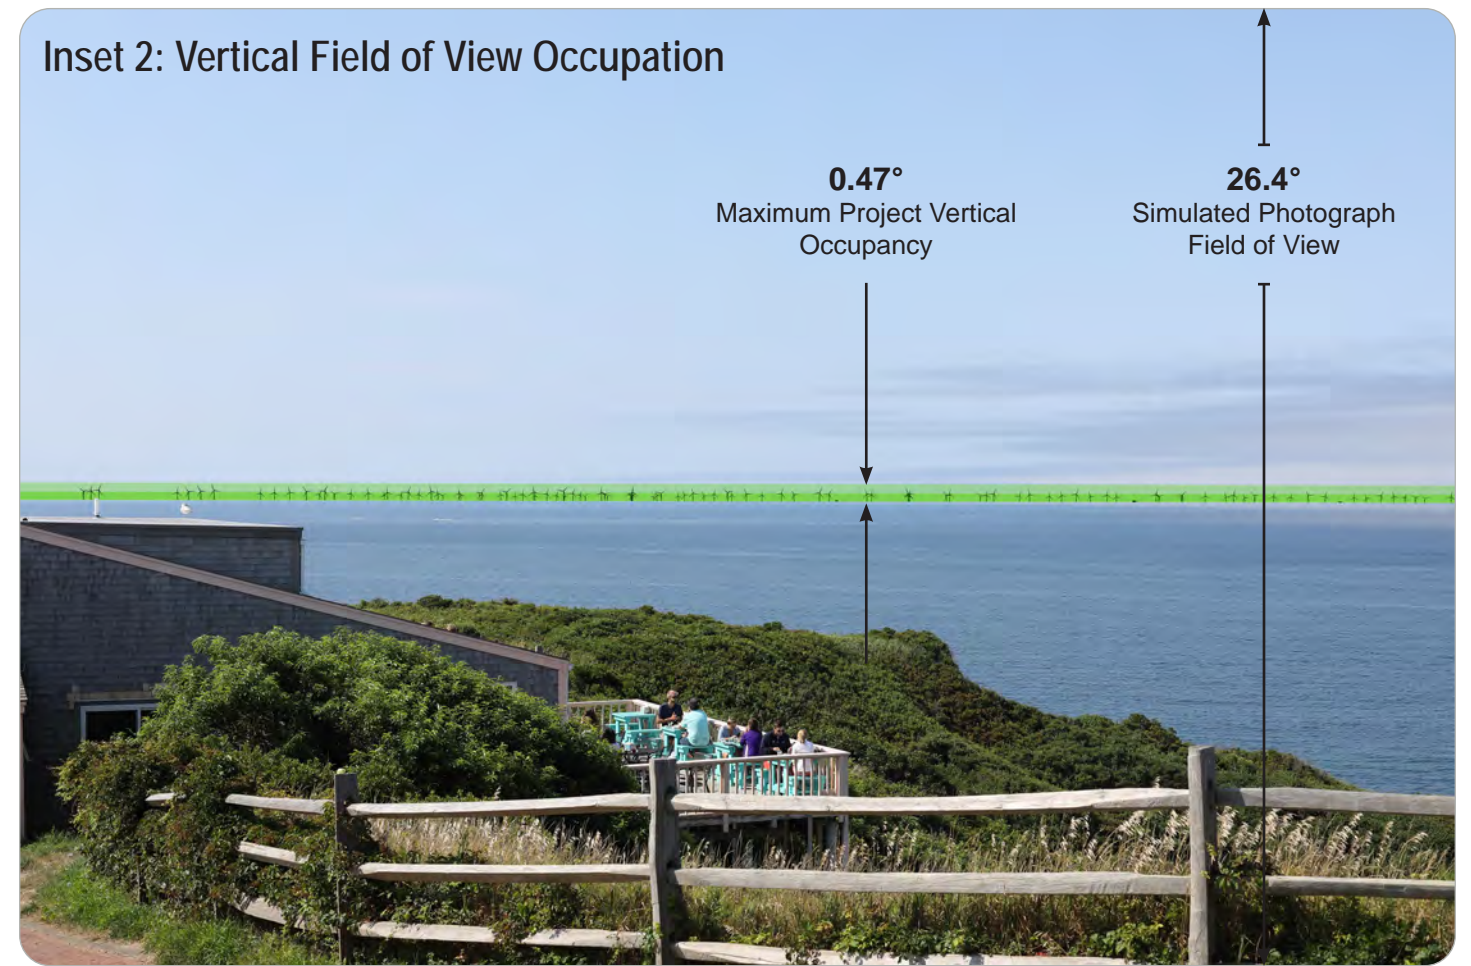 Inset 2: Vertical Field of View Occupation
0.47°
Maximum Project Vertical
Occupancy
26.4°
Simulated Photograph
Field of View